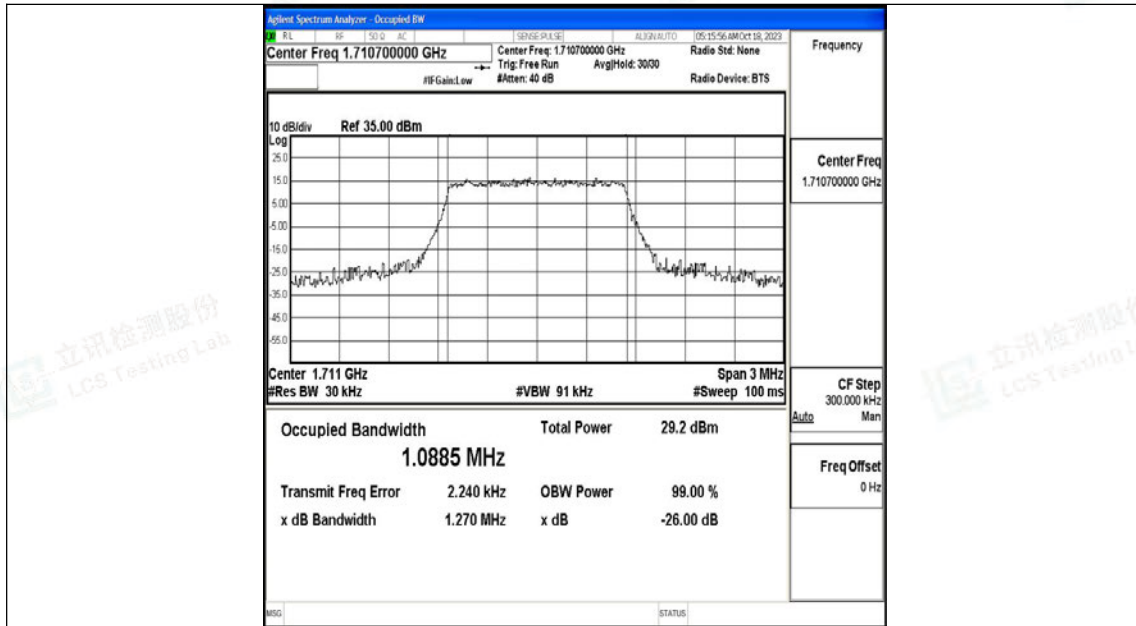 Agilent Spectrum Analyzer - Occupied BW
RL RF 50 Ω AC SENSE:PULSE ALIGNAUTO 05:15:56 AM Oct 18, 2023
Center Freq 1.710700000 GHz
Center Freq: 1.710700000 GHz Radio Std: None
Trig: Free Run Avg|Hold: 30/30
#IFGain:Low #Atten: 40 dB Radio Device: BTS
Frequency
10 dB/div Ref 35.00 dBm
Log
25.0
15.0
5.00
-5.00
-15.0
-25.0
-35.0
-45.0
-55.0
Center 1.711 GHz Span 3 MHz
#Res BW 30 kHz #VBW 91 kHz #Sweep 100 ms
Occupied Bandwidth Total Power 29.2 dBm
1.0885 MHz
Transmit Freq Error 2.240 kHz OBW Power 99.00 %
x dB Bandwidth 1.270 MHz x dB -26.00 dB
Center Freq
1.710700000 GHz
CF Step
300.000 kHz
Auto Man
Freq Offset
0 Hz
MSG STATUS
立讯检测股份
LCS Testing Lab
立讯检测股份
LCS Testing L